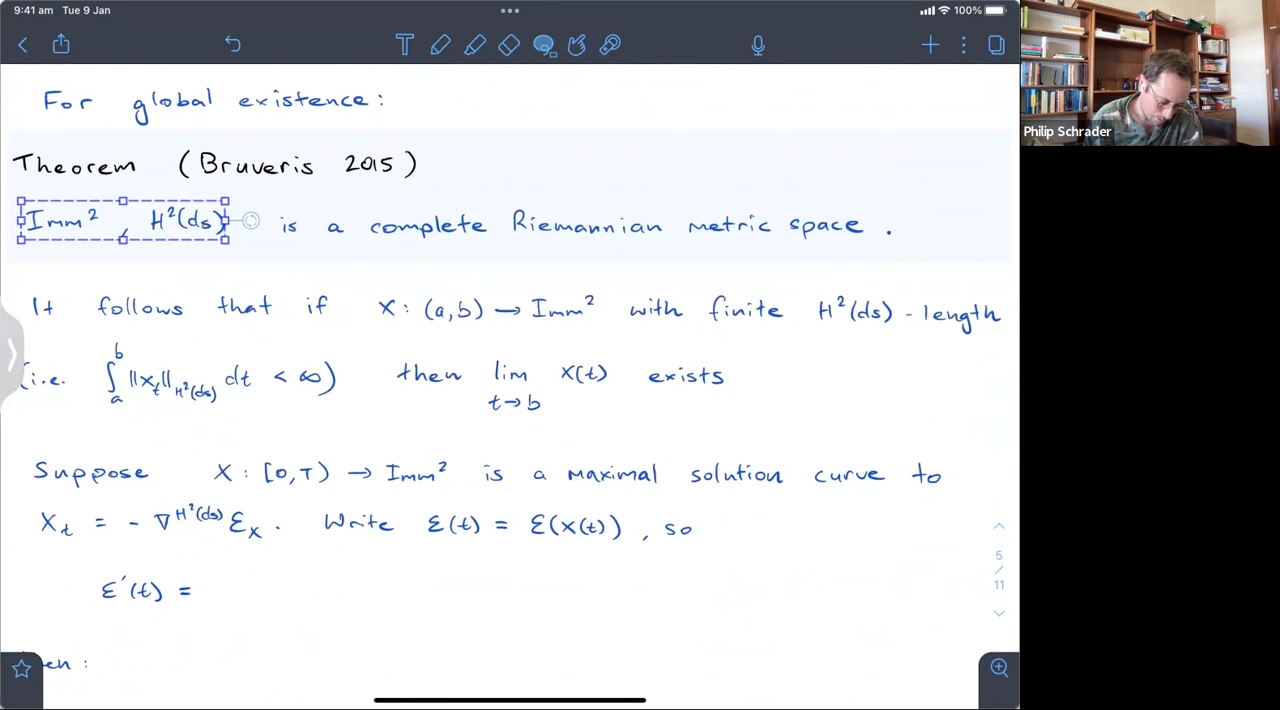 9:41 am Tue 9 Jan
100%
For global existence:
Philip Schrader
Theorem (Bruveris 2015)
Imm², H²(ds) is a complete Riemannian metric space.
It follows that if X : (a,b) → Imm² with finite H²(ds)-length
(i.e. ∫ₐᵇ ‖xₜ‖_{H²(ds)} dt < ∞) then lim_{t→b} X(t) exists
Suppose X : [0,T) → Imm² is a maximal solution curve to
Xₜ = - ∇^{H²(ds)} ℰₓ. Write ℰ(t) = ℰ(X(t)), so
ℰ'(t) =
5
/
11
en :